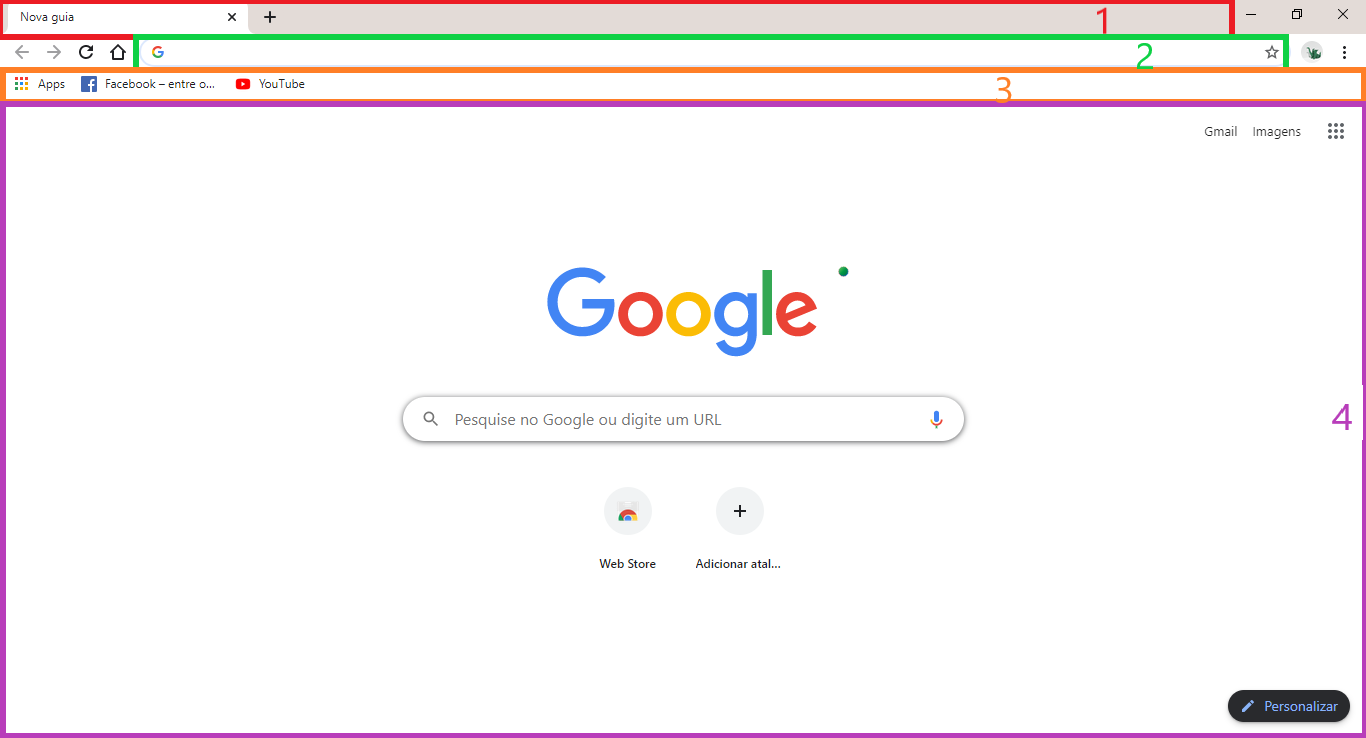 Nova guia
1
2
Apps Facebook – entre o... YouTube
3
Gmail Imagens
Google
Pesquise no Google ou digite um URL
4
Web Store Adicionar atal...
Personalizar